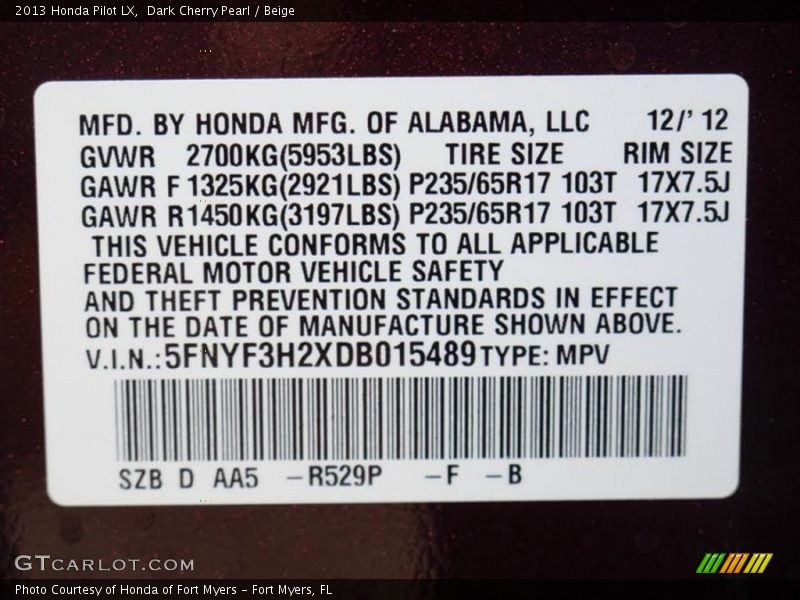 2013 Honda Pilot LX,  Dark Cherry Pearl / Beige
MFD. BY HONDA MFG. OF ALABAMA, LLC 12/' 12
GVWR 2700KG(5953LBS) TIRE SIZE RIM SIZE
GAWR F 1325KG(2921LBS) P235/65R17 103T 17X7.5J
GAWR R1450KG(3197LBS) P235/65R17 103T 17X7.5J
THIS VEHICLE CONFORMS TO ALL APPLICABLE
FEDERAL MOTOR VEHICLE SAFETY
AND THEFT PREVENTION STANDARDS IN EFFECT
ON THE DATE OF MANUFACTURE SHOWN ABOVE.
V.I.N.:5FNYF3H2XDB015489 TYPE: MPV
SZB D AA5 –R529P –F –B
GTCARLOT.COM
Photo Courtesy of Honda of Fort Myers – Fort Myers, FL